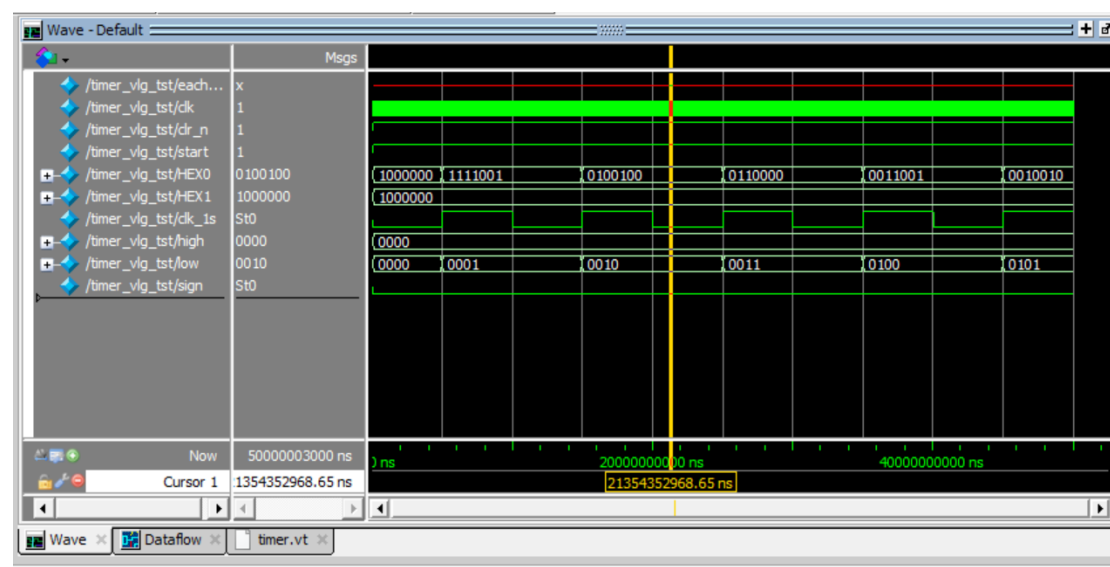 Wave - Default
Msgs
/timer_vlg_tst/each... x
/timer_vlg_tst/clk 1
/timer_vlg_tst/clr_n 1
/timer_vlg_tst/start 1
/timer_vlg_tst/HEX0 0100100 1000000 1111001 0100100 0110000 0011001 0010010
/timer_vlg_tst/HEX1 1000000 1000000
/timer_vlg_tst/clk_1s St0
/timer_vlg_tst/high 0000 0000
/timer_vlg_tst/low 0010 0000 0001 0010 0011 0100 0101
/timer_vlg_tst/sign St0
Now 50000003000 ns ns 20000000000 ns 40000000000 ns
Cursor 1 1354352968.65 ns 21354352968.65 ns
Wave Dataflow timer.vt